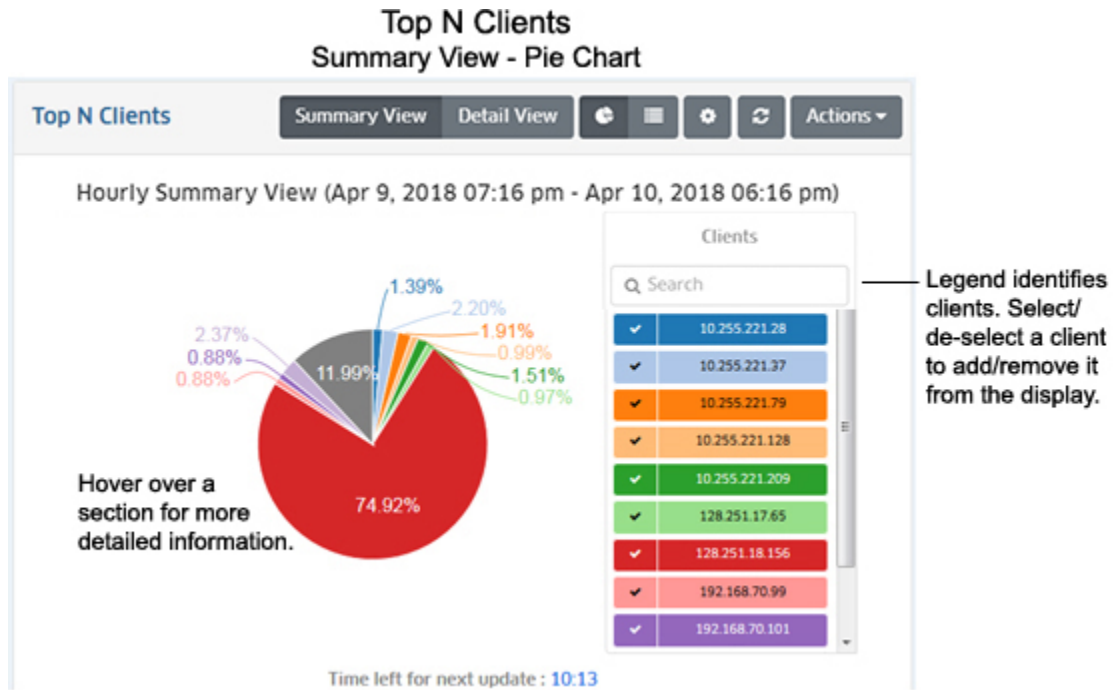 Top N Clients
Summary View - Pie Chart
Top N Clients
Summary View
Detail View
Actions
Hourly Summary View (Apr 9, 2018 07:16 pm - Apr 10, 2018 06:16 pm)
Clients
Search
10.255.221.28
10.255.221.37
10.255.221.79
10.255.221.128
10.255.221.209
128.251.17.65
128.251.18.156
192.168.70.99
192.168.70.101
Legend identifies
clients. Select/
de-select a client
to add/remove it
from the display.
1.39%
2.20%
1.91%
0.99%
1.51%
0.97%
2.37%
0.88%
0.88%
11.99%
74.92%
Hover over a
section for more
detailed information.
Time left for next update : 10:13